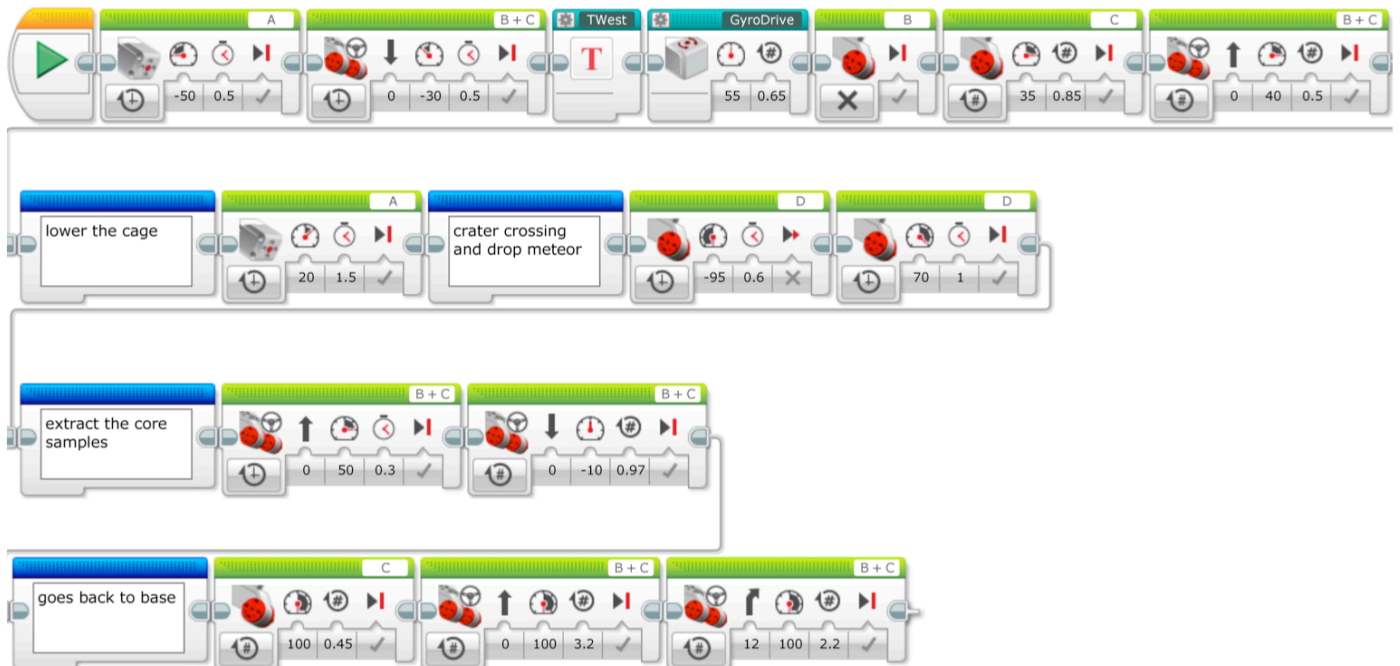 A B + C TWest GyroDrive B C B + C
T
-50 0.5 0 -30 0.5 55 0.65 35 0.85 0 40 0.5
A D D
lower the cage
crater crossing
and drop meteor
20 1.5 -95 0.6 70 1
B + C B + C
extract the core
samples
0 50 0.3 0 -10 0.97
C B + C B + C
goes back to base
100 0.45 0 100 3.2 12 100 2.2